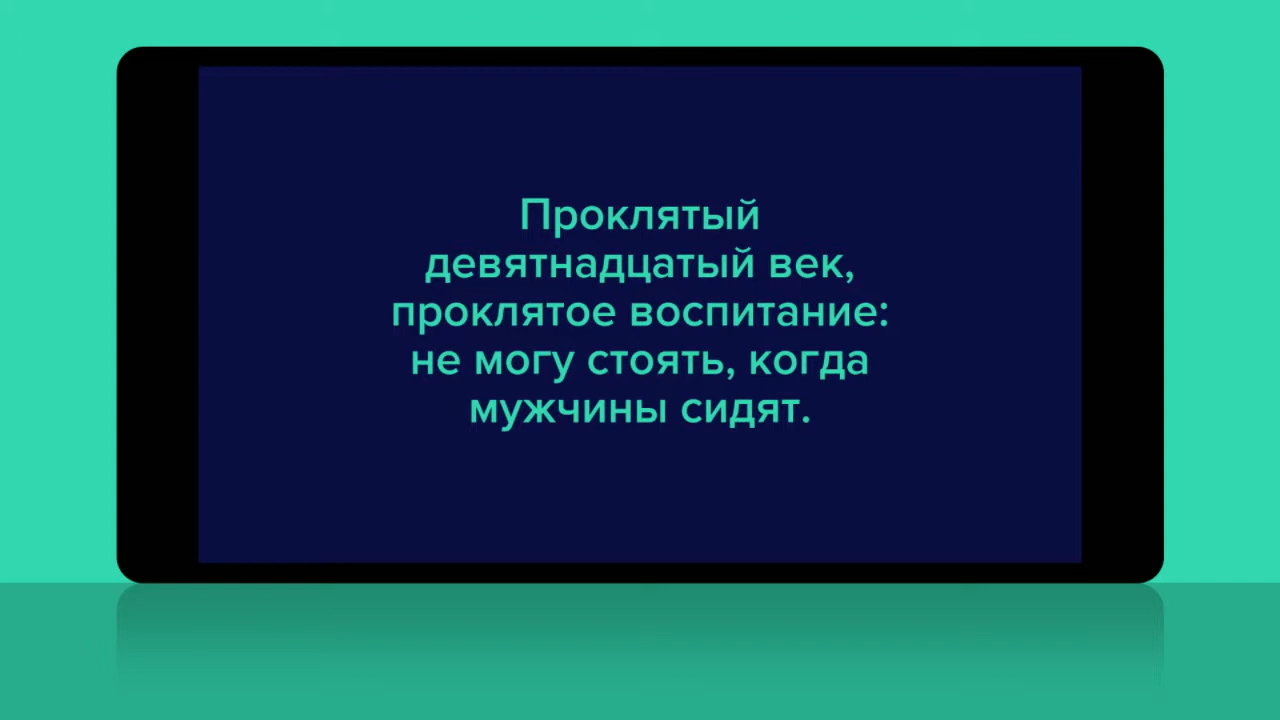 Проклятый
девятнадцатый век,
проклятое воспитание:
не могу стоять, когда
мужчины сидят.